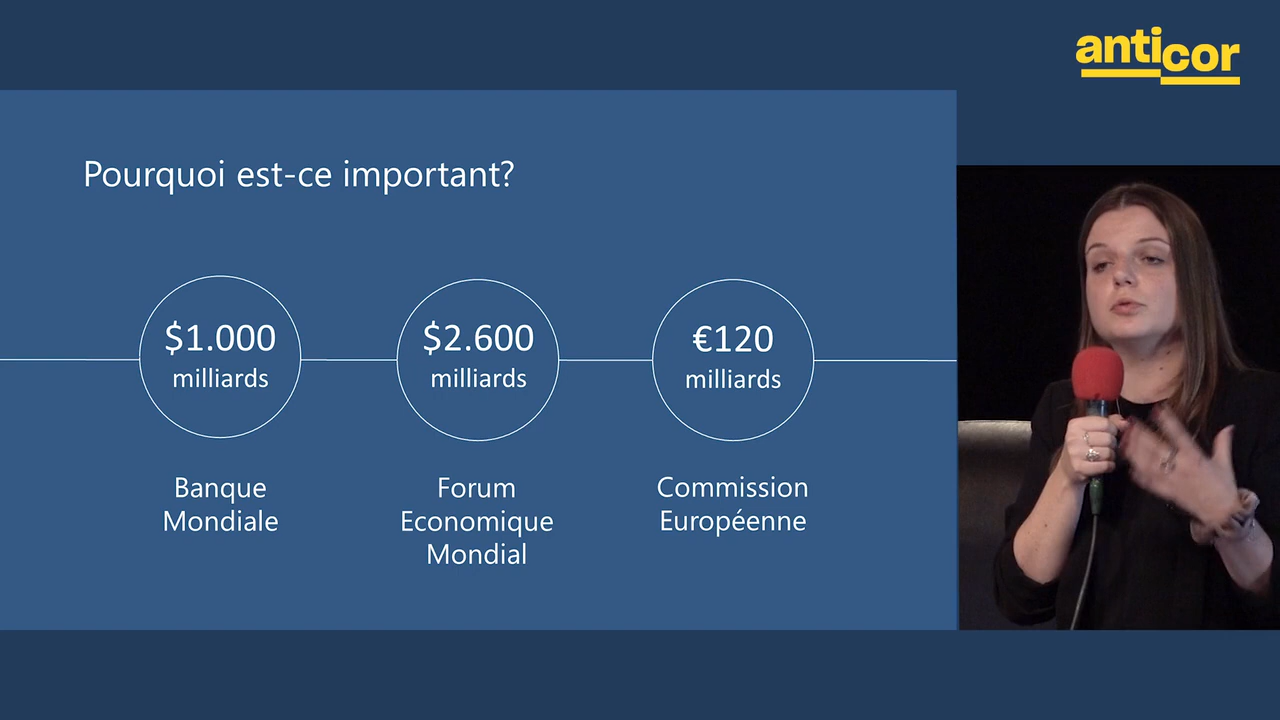 anticor
Pourquoi est-ce important?
$1.000
milliards
$2.600
milliards
€120
milliards
Banque
Mondiale
Forum
Economique
Mondial
Commission
Européenne